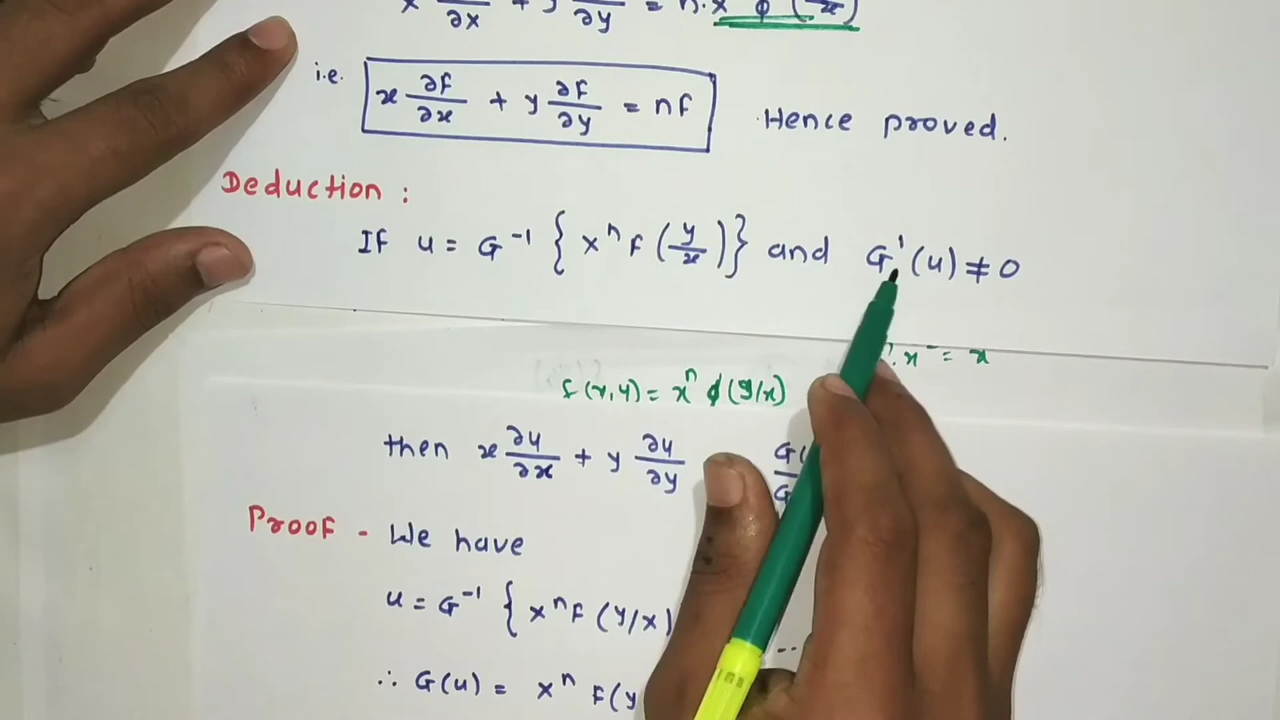 x ∂/∂x + y ∂/∂y = n.x ϕ (/x)
i.e. x ∂f/∂x + y ∂f/∂y = nf Hence proved.
Deduction :
If u = G⁻¹ { xⁿ f (y/x) } and G'(u) ≠ 0
= x
f(x,y) = xⁿ ϕ (y/x)
then x ∂u/∂x + y ∂u/∂y G( G
Proof - We have
u = G⁻¹ { xⁿ f (y/x)
∴ G(u) = xⁿ f(y